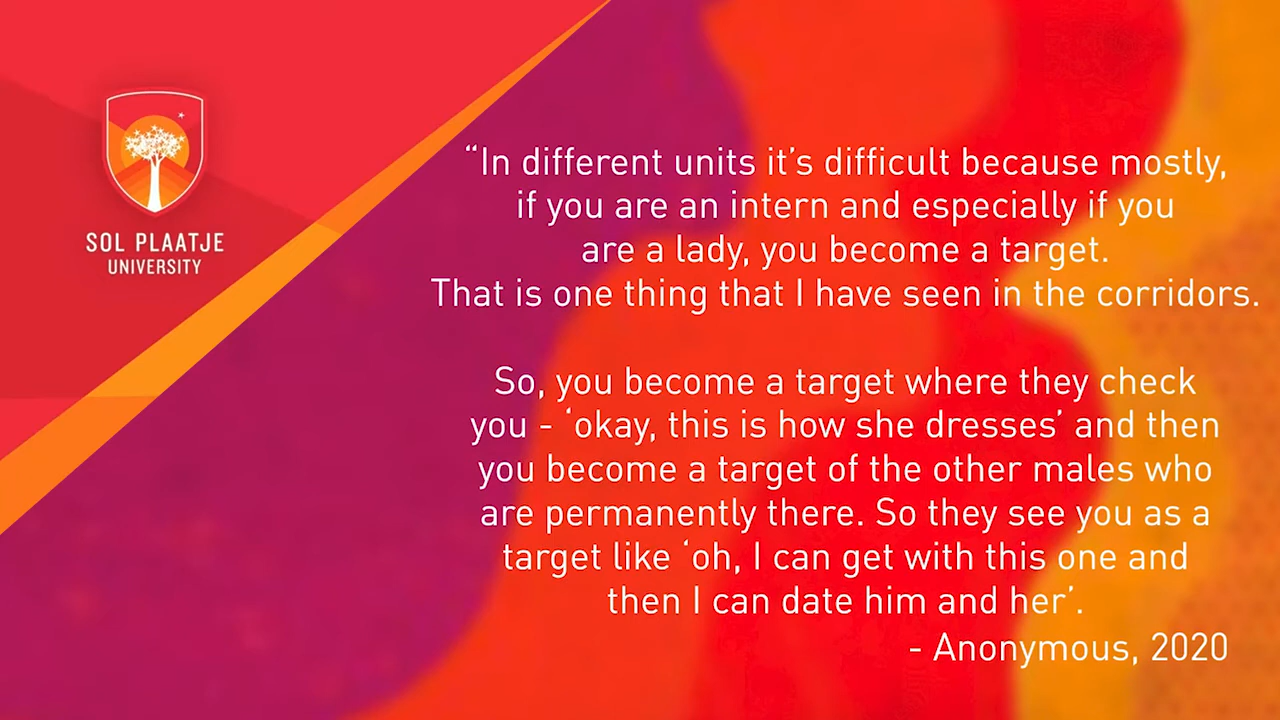 SOL PLAATJE
UNIVERSITY
“In different units it’s difficult because mostly,
if you are an intern and especially if you
are a lady, you become a target.
That is one thing that I have seen in the corridors.
So, you become a target where they check
you - ‘okay, this is how she dresses’ and then
you become a target of the other males who
are permanently there. So they see you as a
target like ‘oh, I can get with this one and
then I can date him and her’.
- Anonymous, 2020